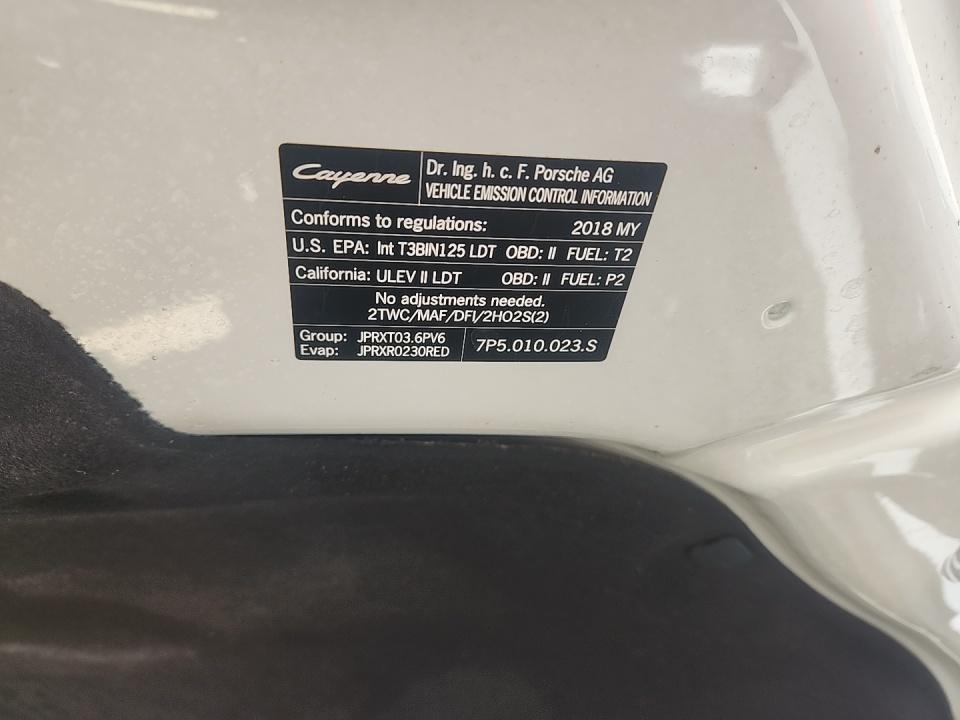 Cayenne
Dr. Ing. h. c. F. Porsche AG
VEHICLE EMISSION CONTROL INFORMATION
Conforms to regulations: 2018 MY
U.S. EPA: Int T3BIN125 LDT OBD: II FUEL: T2
California: ULEV II LDT OBD: II FUEL: P2
No adjustments needed.
2TWC/MAF/DFI/2HO2S(2)
Group: JPRXT03.6PV6
Evap: JPRXR0230RED
7P5.010.023.S